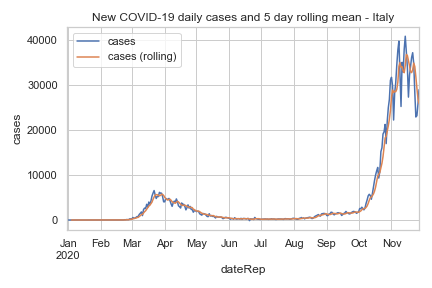 New COVID-19 daily cases and 5 day rolling mean - Italy
cases
cases (rolling)
40000
30000
20000
10000
0
cases
Jan Feb Mar Apr May Jun Jul Aug Sep Oct Nov
2020
dateRep